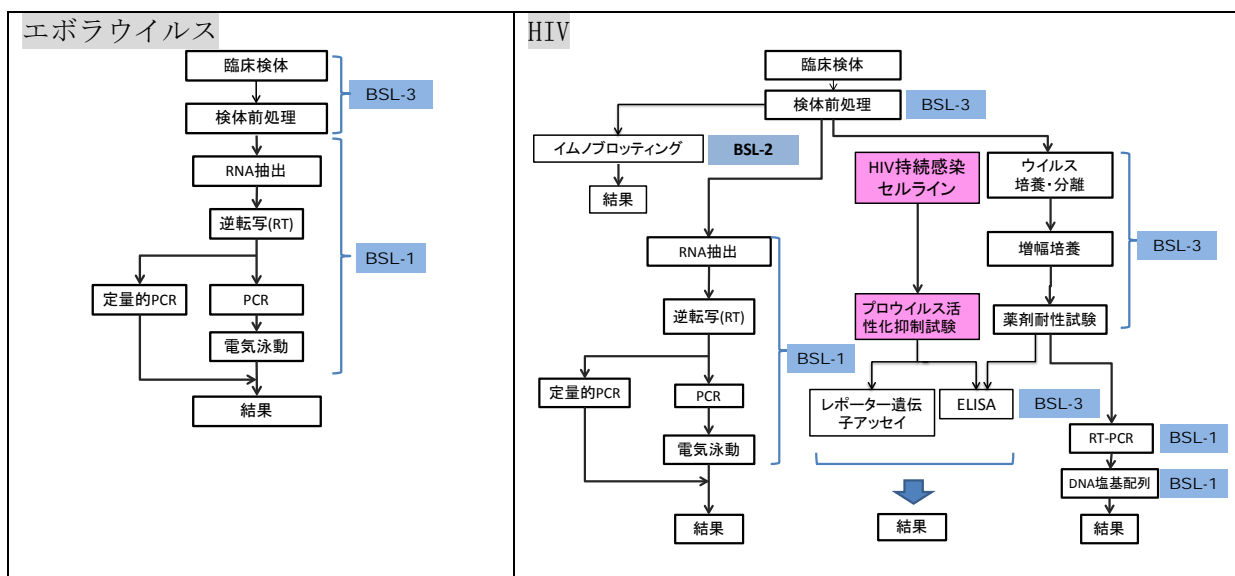 エボラウイルス
臨床検体
BSL-3
検体前処理
RNA抽出
逆転写(RT)
BSL-1
定量的PCR
PCR
電気泳動
結果
HIV
臨床検体
検体前処理
BSL-3
イムノブロッティング
BSL-2
結果
RNA抽出
逆転写(RT)
BSL-1
定量的PCR
PCR
電気泳動
結果
HIV持続感染
セルライン
プロウイルス活
性化抑制試験
レポーター遺伝
子アッセイ
ELISA
BSL-3
結果
ウイルス
培養・分離
増幅培養
BSL-3
薬剤耐性試験
RT-PCR
BSL-1
DNA塩基配列
BSL-1
結果